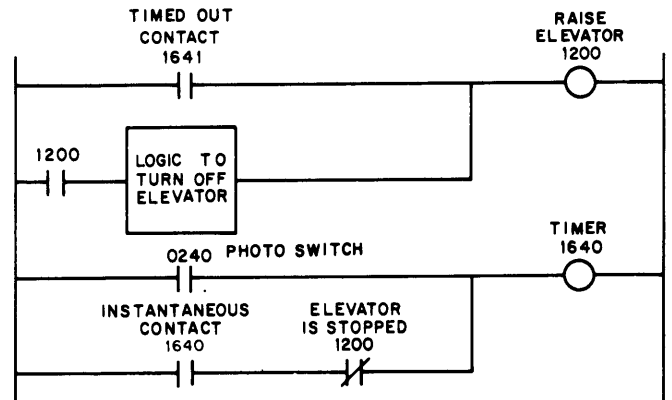 TIMED OUT
CONTACT
1641
RAISE
ELEVATOR
1200
1200
LOGIC TO
TURN OFF
ELEVATOR
TIMER
1640
0240 PHOTO SWITCH
INSTANTANEOUS
CONTACT
1640
ELEVATOR
IS STOPPED
1200